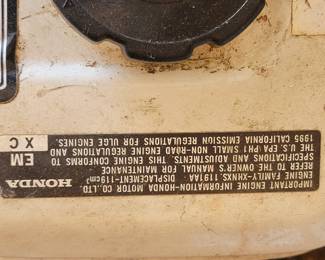 IMPORTANT ENGINE INFORMATION-HONDA MOTOR CO.,LTD
ENGINE FAMILY-XHNXS.1191AA DISPLACEMENT-119cm³
REFER TO THE OWNER'S MANUAL FOR MAINTENANCE
SPECIFICATIONS AND ADJUSTMENTS. THIS ENGINE CONFORMS TO
THE U.S. EPA PH1 SMALL NON-ROAD ENGINE REGULATIONS AND
1995 CALIFORNIA EMISSION REGULATIONS FOR ULGE ENGINES.
HONDA
EM
X C